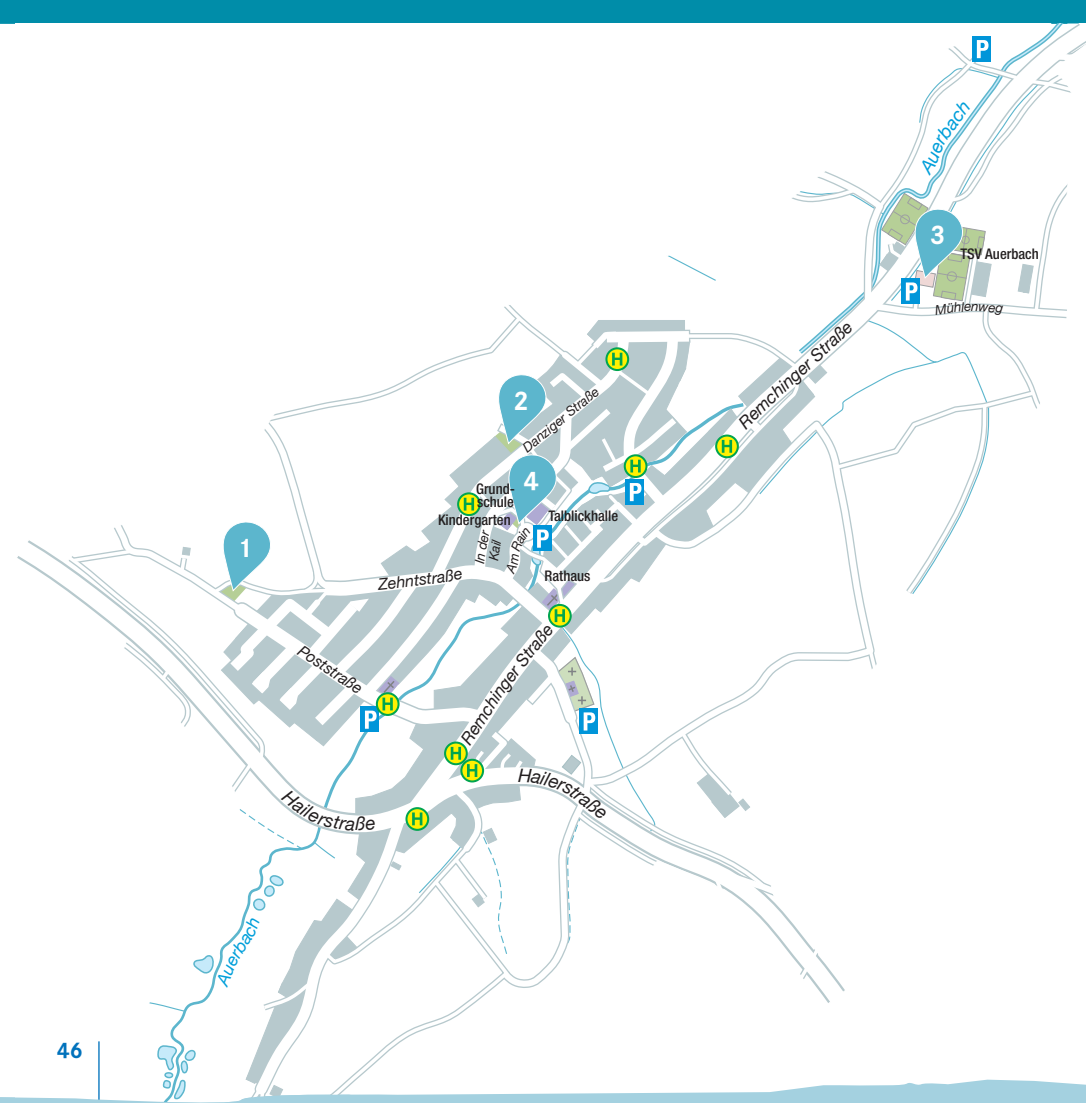 P
Auerbach
3
TSV Auerbach
P
Mühlenweg
Remchinger Straße
H
2
Danziger Straße
H
H
4
Grund-
schule
H
P
Kindergarten
Talblickhalle
In der
Kail
Am Rain
P
1
Zehntstraße
Rathaus
H
Poststraße
Remchinger Straße
H
P
P
H
H
Hailerstraße
Hailerstraße
H
Auerbach
46